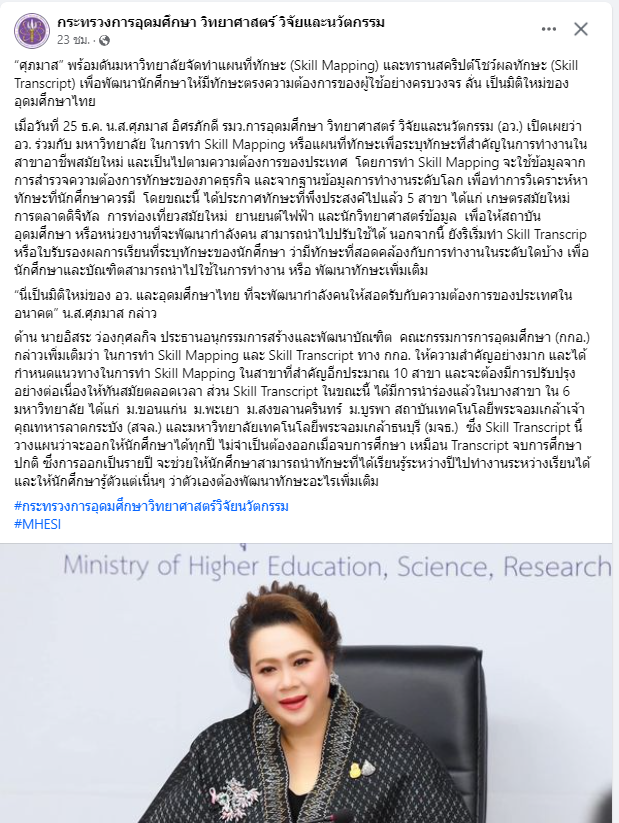 กระทรวงการอุดมศึกษา วิทยาศาสตร์ วิจัยและนวัตกรรม
23 ชม. ·
“ศุภมาส” พร้อมดันมหาวิทยาลัยจัดทำแผนที่ทักษะ (Skill Mapping) และทรานสคริปต์โชว์ผลทักษะ (Skill
Transcript) เพื่อพัฒนานักศึกษาให้มีทักษะตรงความต้องการของผู้ใช้อย่างครบวงจร ลั่น เป็นมิติใหม่ของ
อุดมศึกษาไทย
เมื่อวันที่ 25 ธ.ค. น.ส.ศุภมาส อิศรภักดี รมว.การอุดมศึกษา วิทยาศาสตร์ วิจัยและนวัตกรรม (อว.) เปิดเผยว่า
อว. ร่วมกับ มหาวิทยาลัย ในการทำ Skill Mapping หรือแผนที่ทักษะเพื่อระบุทักษะที่สำคัญในการทำงานใน
สาขาอาชีพสมัยใหม่ และเป็นไปตามความต้องการของประเทศ โดยการทำ Skill Mapping จะใช้ข้อมูลจาก
การสำรวจความต้องการทักษะของภาคธุรกิจ และจากฐานข้อมูลการทำงานระดับโลก เพื่อทำการวิเคราะห์หา
ทักษะที่นักศึกษาควรมี โดยขณะนี้ ได้ประกาศทักษะที่พึงประสงค์ไปแล้ว 5 สาขา ได้แก่ เกษตรสมัยใหม่
การตลาดดิจิทัล การท่องเที่ยวสมัยใหม่ ยานยนต์ไฟฟ้า และนักวิทยาศาสตร์ข้อมูล เพื่อให้สถาบัน
อุดมศึกษา หรือหน่วยงานที่จะพัฒนากำลังคน สามารถนำไปปรับใช้ได้ นอกจากนี้ ยังริเริ่มทำ Skill Transcrip
หรือใบรับรองผลการเรียนที่ระบุทักษะของนักศึกษา ว่ามีทักษะที่สอดคล้องกับการทำงานในระดับใดบ้าง เพื่อ
นักศึกษาและบัณฑิตสามารถนำไปใช้ในการทำงาน หรือ พัฒนาทักษะเพิ่มเติม
“นี่เป็นมิติใหม่ของ อว. และอุดมศึกษาไทย ที่จะพัฒนากำลังคนให้สอดรับกับความต้องการของประเทศใน
อนาคต” น.ส.ศุภมาส กล่าว
ด้าน นายอิสระ ว่องกุศลกิจ ประธานอนุกรรมการสร้างและพัฒนาบัณฑิต คณะกรรมการการอุดมศึกษา (กกอ.)
กล่าวเพิ่มเติมว่า ในการทำ Skill Mapping และ Skill Transcript ทาง กกอ. ให้ความสำคัญอย่างมาก และได้
กำหนดแนวทางในการทำ Skill Mapping ในสาขาที่สำคัญอีกประมาณ 10 สาขา และจะต้องมีการปรับปรุง
อย่างต่อเนื่องให้ทันสมัยตลอดเวลา ส่วน Skill Transcript ในขณะนี้ ได้มีการนำร่องแล้วในบางสาขา ใน 6
มหาวิทยาลัย ได้แก่ ม.ขอนแก่น ม.พะเยา ม.สงขลานครินทร์ ม.บูรพา สถาบันเทคโนโลยีพระจอมเกล้าเจ้า
คุณทหารลาดกระบัง (สจล.) และมหาวิทยาลัยเทคโนโลยีพระจอมเกล้าธนบุรี (มจธ.) ซึ่ง Skill Transcript นี้
วางแผนว่าจะออกให้นักศึกษาได้ทุกปี ไม่จำเป็นต้องออกเมื่อจบการศึกษา เหมือน Transcript จบการศึกษา
ปกติ ซึ่งการออกเป็นรายปี จะช่วยให้นักศึกษาสามารถนำทักษะที่ได้เรียนรู้ระหว่างปีไปทำงานระหว่างเรียนได้
และให้นักศึกษารู้ตัวแต่เนิ่นๆ ว่าตัวเองต้องพัฒนาทักษะอะไรเพิ่มเติม
#กระทรวงการอุดมศึกษาวิทยาศาสตร์วิจัยนวัตกรรม
#MHESI
Ministry of Higher Education, Science, Research